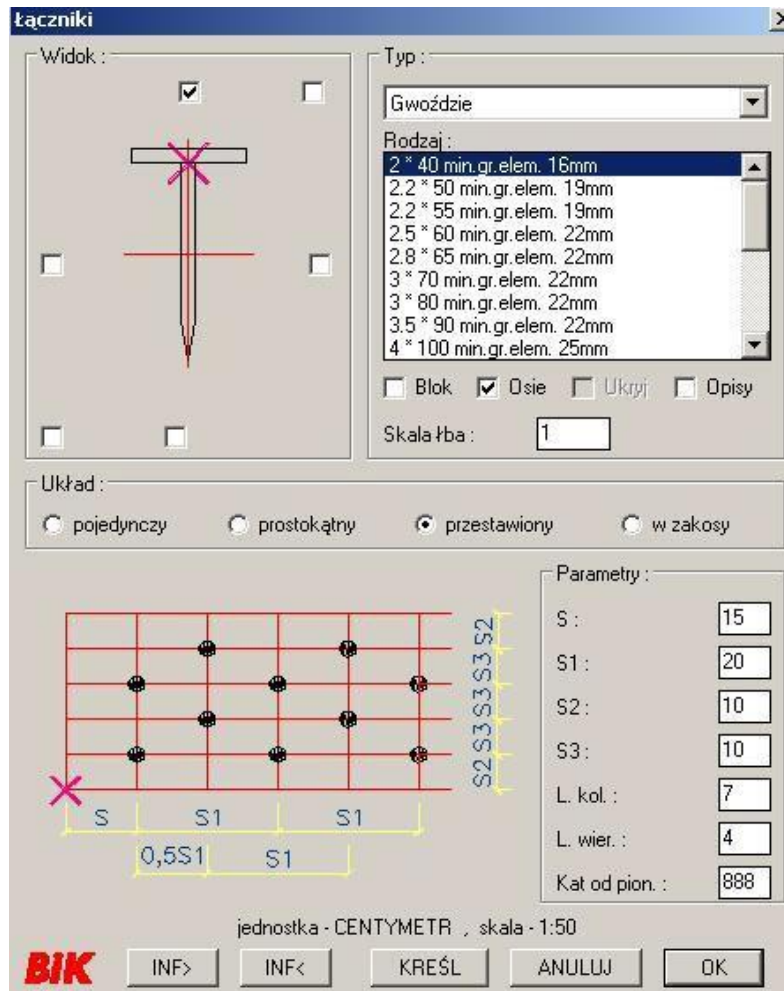 Łączniki
Widok :
Typ :
Gwoździe
Rodzaj :
2 * 40 min.gr.elem. 16mm
2.2 * 50 min.gr.elem. 19mm
2.2 * 55 min.gr.elem. 19mm
2.5 * 60 min.gr.elem. 22mm
2.8 * 65 min.gr.elem. 22mm
3 * 70 min.gr.elem. 22mm
3 * 80 min.gr.elem. 22mm
3.5 * 90 min.gr.elem. 22mm
4 * 100 min.gr.elem. 25mm
Blok Osie Ukryj Opisy
Skala łba : 1
Układ :
pojedynczy prostokątny przestawiony w zakosy
S2 S3 S3 S3 S2
S S1 S1
0,5S1 S1
Parametry :
S : 15
S1 : 20
S2 : 10
S3 : 10
L. kol. : 7
L. wier. : 4
Kat od pion. : 888
jednostka - CENTYMETR , skala - 1:50
BiK INF> INF< KREŚL ANULUJ OK